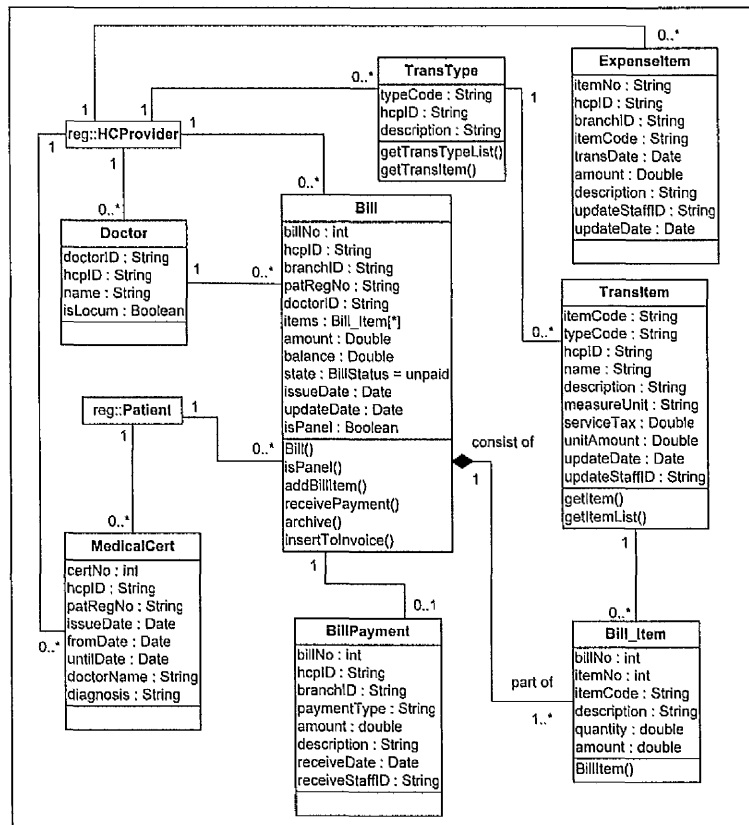 0..*
ExpenseItem
itemNo : String
hcpID : String
branchID : String
itemCode : String
transDate : Date
amount : Double
description : String
updateStaffID : String
updateDate : Date
0..*
TransType
typeCode : String
hcpID : String
description : String
getTransTypeList()
getTransItem()
1
1
1
reg::HCProvider
1
1
1
0..*
0..*
Doctor
doctorID : String
hcpID : String
name : String
isLocum : Boolean
1
0..*
Bill
billNo : int
hcpID : String
branchID : String
patRegNo : String
doctorID : String
items : Bill_Item[*]
amount : Double
balance : Double
state : BillStatus = unpaid
issueDate : Date
updateDate : Date
isPanel : Boolean
Bill()
isPanel()
addBillItem()
receivePayment()
archive()
insertToInvoice()
0..*
TransItem
itemCode : String
typeCode : String
hcpID : String
name : String
description : String
measureUnit : String
serviceTax : Double
unitAmount : Double
updateDate : Date
updateStaffID : String
getItem()
getItemList()
reg::Patient
1
1
0..*
consist of
1
0..*
MedicalCert
certNo : int
hcpID : String
patRegNo : String
issueDate : Date
fromDate : Date
untilDate : Date
doctorName : String
diagnosis : String
0..*
1
0..1
BillPayment
billNo : int
hcpID : String
branchID : String
paymentType : String
amount : double
description : String
receiveDate : Date
receiveStaffID : String
1
0..*
Bill_Item
billNo : int
itemNo : int
itemCode : String
description : String
quantity : double
amount : double
BillItem()
part of
1..*